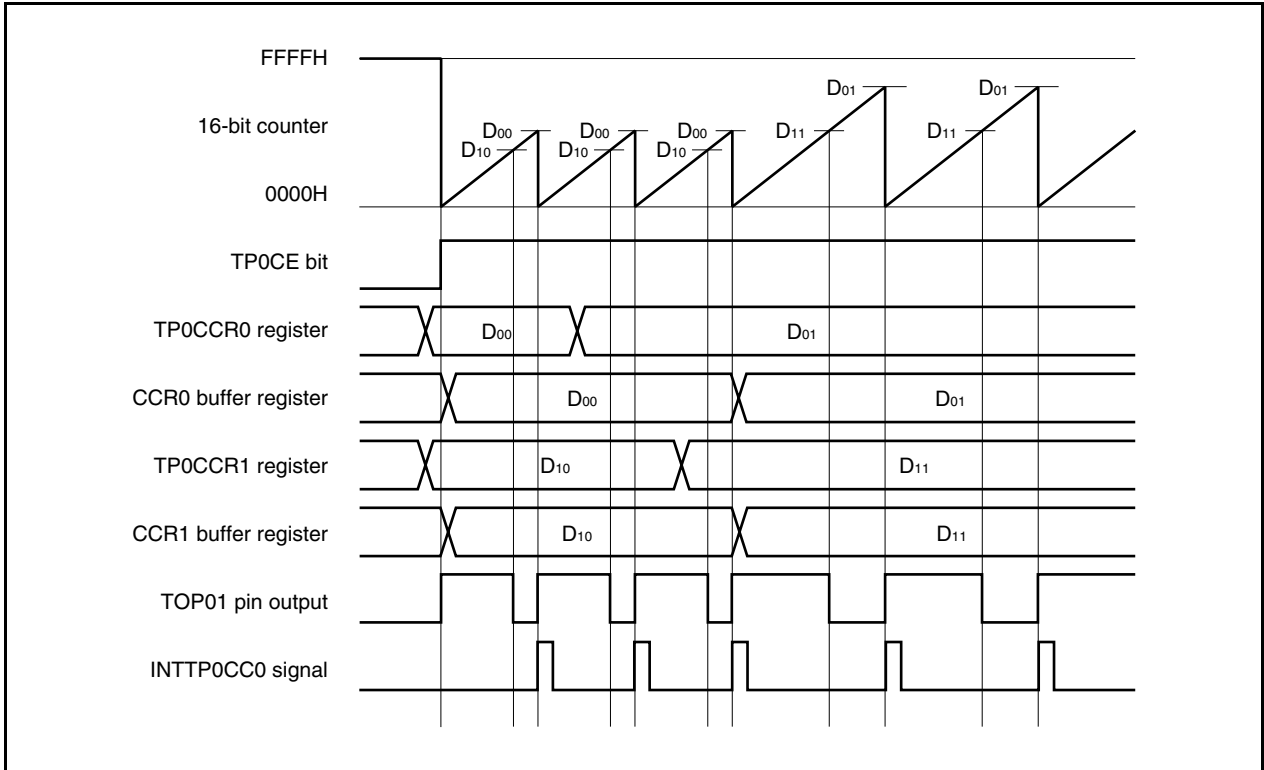 FFFFH
16-bit counter
0000H
D01 D01
D00 D00 D00 D11 D11
D10 D10 D10
TP0CE bit
TP0CCR0 register D00 D01
CCR0 buffer register D00 D01
TP0CCR1 register D10 D11
CCR1 buffer register D10 D11
TOP01 pin output
INTTP0CC0 signal